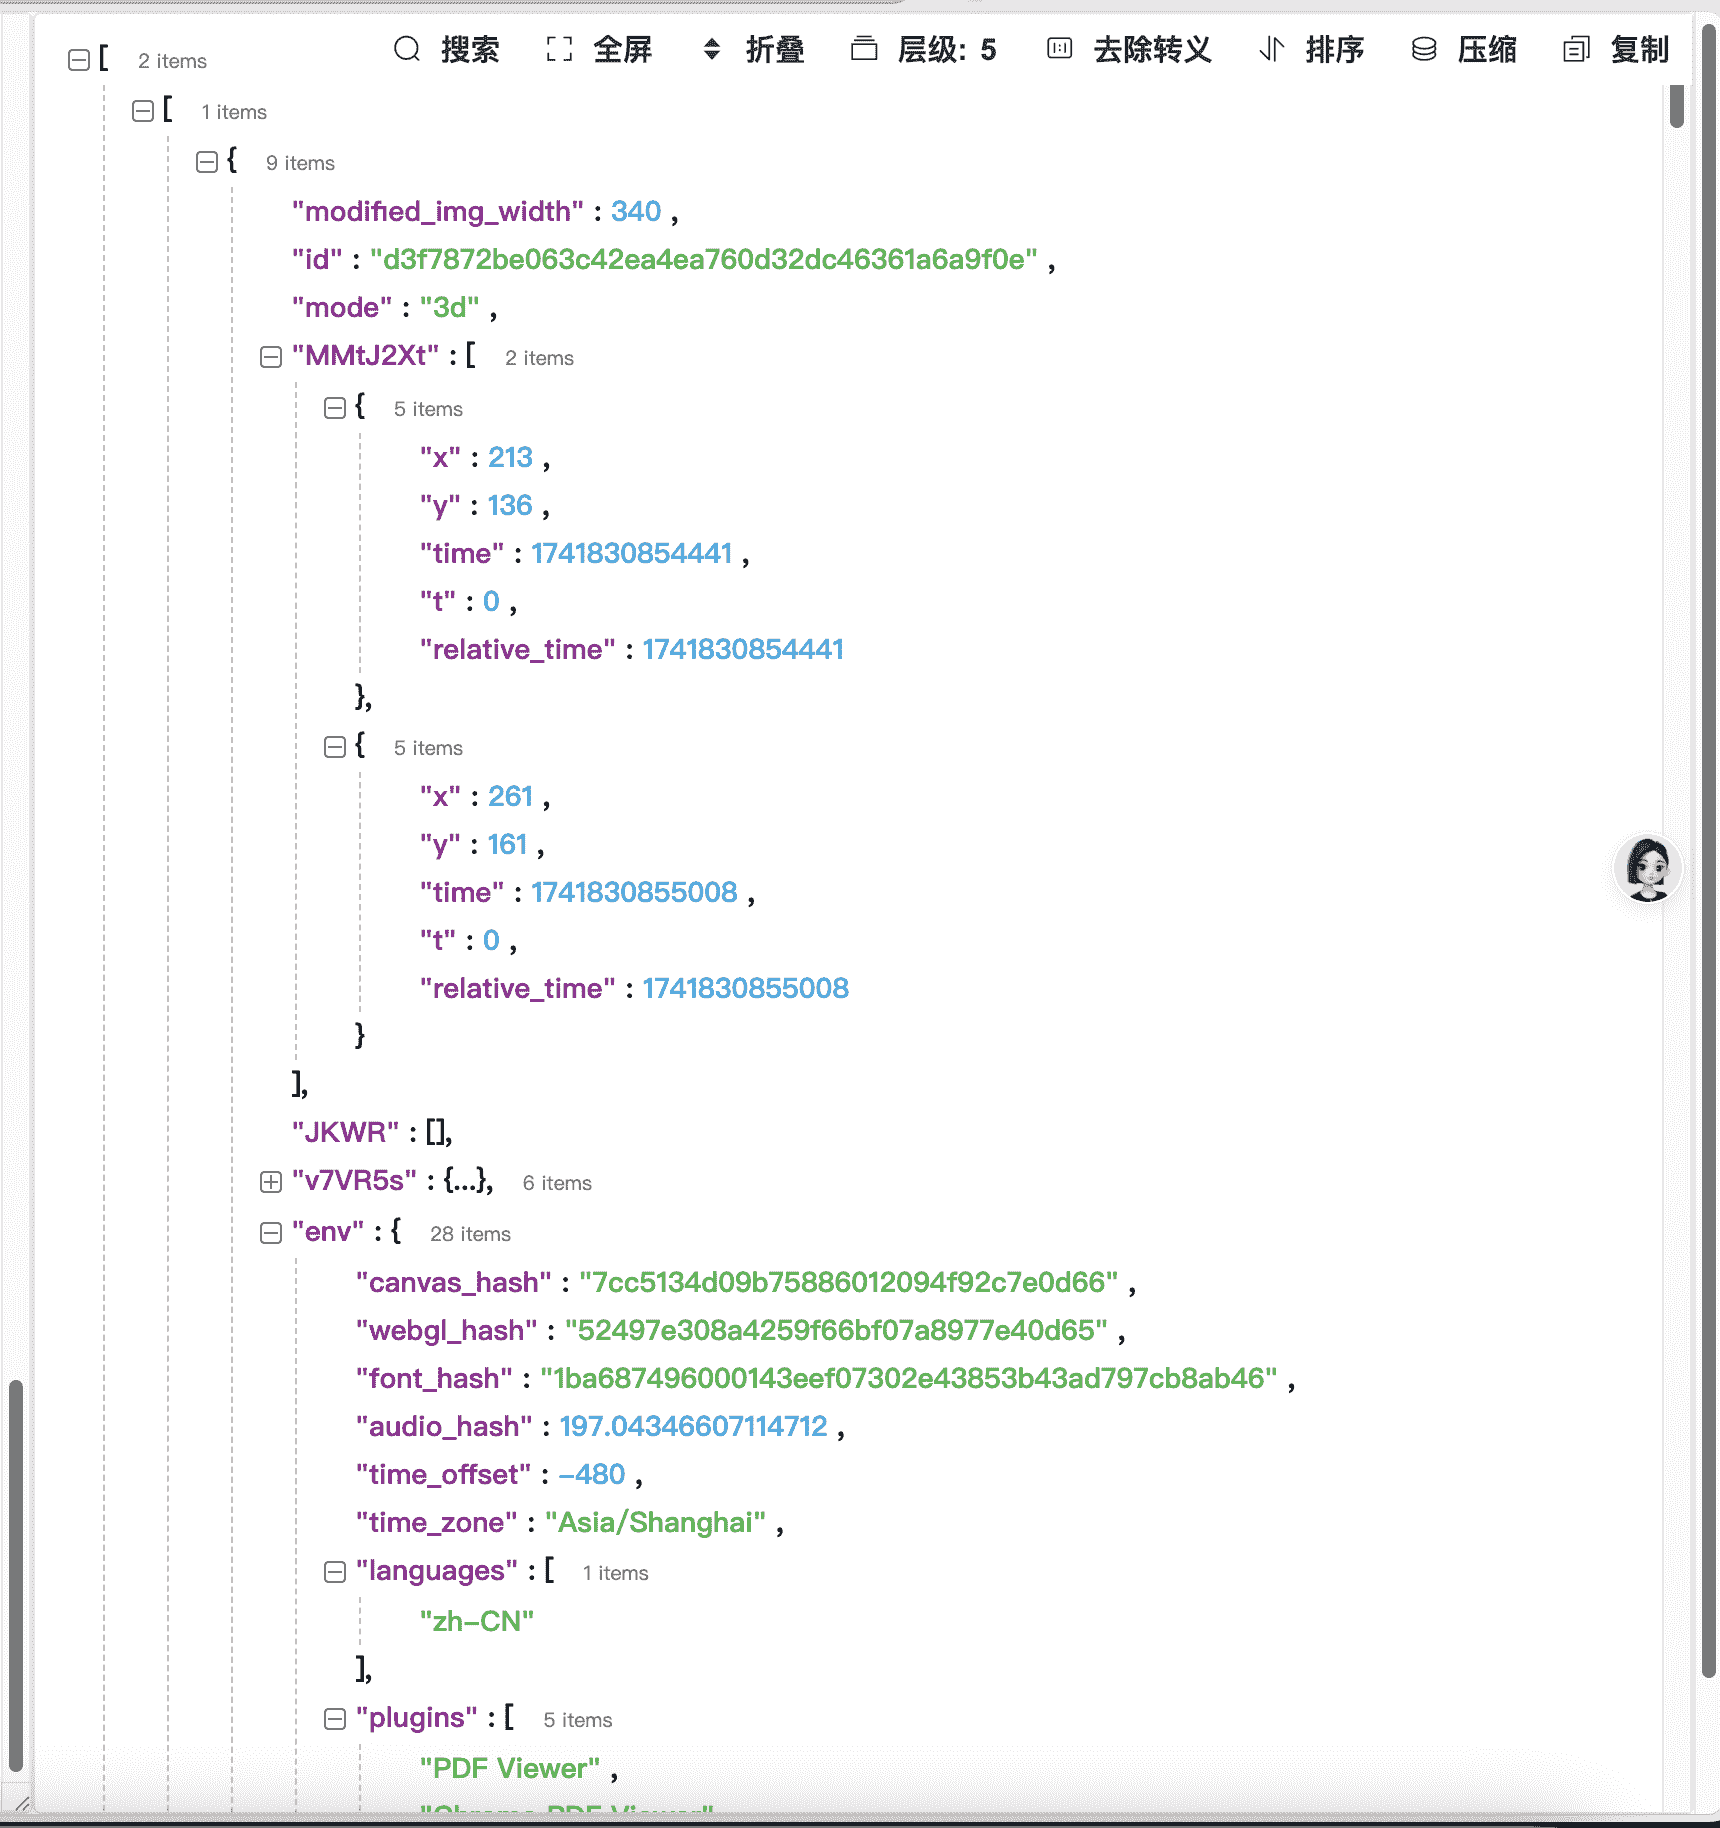 [ 2 items
搜索 全屏 折叠 层级: 5 去除转义 排序 压缩 复制
[ 1 items
{ 9 items
"modified_img_width" : 340 ,
"id" : "d3f7872be063c42ea4ea760d32dc46361a6a9f0e" ,
"mode" : "3d" ,
"MMtJ2Xt" : [ 2 items
{ 5 items
"x" : 213 ,
"y" : 136 ,
"time" : 1741830854441 ,
"t" : 0 ,
"relative_time" : 1741830854441
},
{ 5 items
"x" : 261 ,
"y" : 161 ,
"time" : 1741830855008 ,
"t" : 0 ,
"relative_time" : 1741830855008
}
],
"JKWR" : [],
"v7VR5s" : {...}, 6 items
"env" : { 28 items
"canvas_hash" : "7cc5134d09b75886012094f92c7e0d66" ,
"webgl_hash" : "52497e308a4259f66bf07a8977e40d65" ,
"font_hash" : "1ba687496000143eef07302e43853b43ad797cb8ab46" ,
"audio_hash" : 197.04346607114712 ,
"time_offset" : -480 ,
"time_zone" : "Asia/Shanghai" ,
"languages" : [ 1 items
"zh-CN"
],
"plugins" : [ 5 items
"PDF Viewer" ,
"Chrome PDF Viewer"